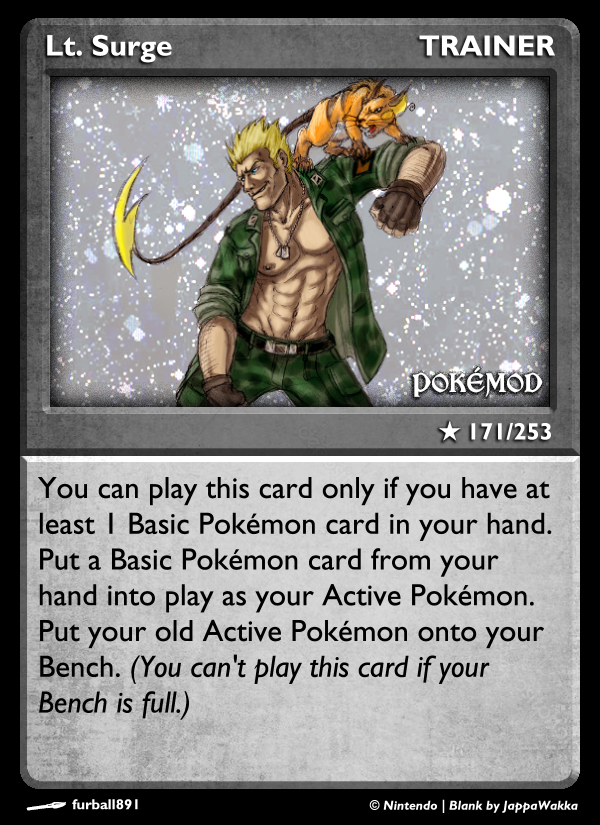 Lt. Surge
TRAINER
POKÉMOD
★ 171/253
You can play this card only if you have at
least 1 Basic Pokémon card in your hand.
Put a Basic Pokémon card from your
hand into play as your Active Pokémon.
Put your old Active Pokémon onto your
Bench. (You can't play this card if your
Bench is full.)
furball891
© Nintendo | Blank by JappaWakka